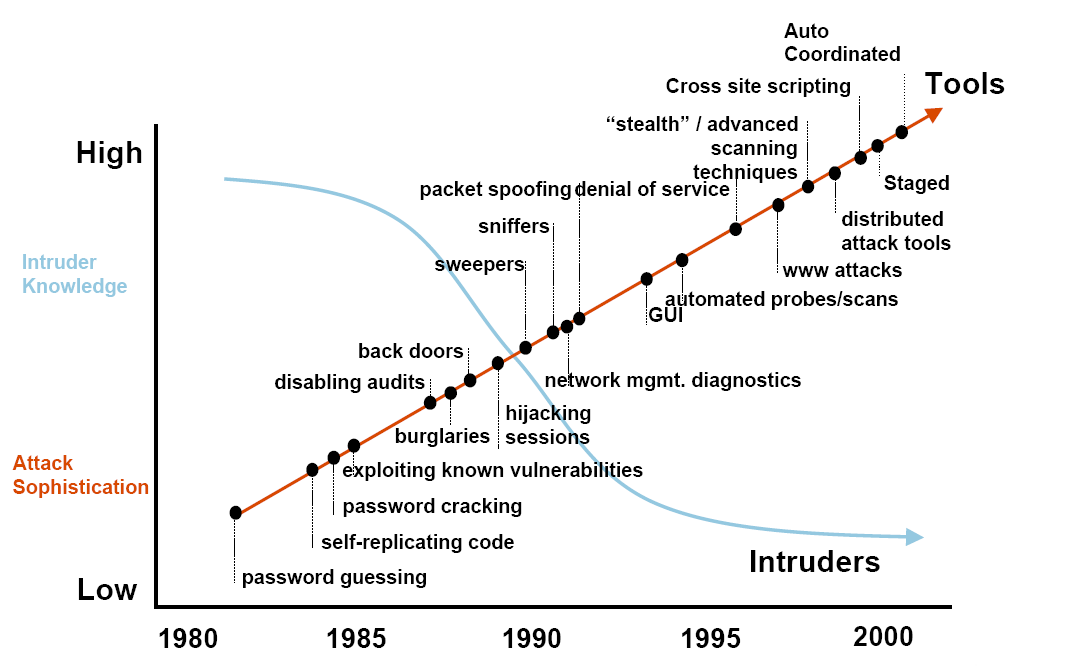 Auto
Coordinated
Tools
Cross site scripting
“stealth” / advanced
scanning
techniques
High
packet spoofing denial of service
Staged
sniffers
distributed
attack tools
Intruder
Knowledge
sweepers
www attacks
automated probes/scans
GUI
back doors
disabling audits
network mgmt. diagnostics
hijacking
sessions
burglaries
Attack
Sophistication
exploiting known vulnerabilities
password cracking
self-replicating code
Intruders
password guessing
Low
1980 1985 1990 1995 2000